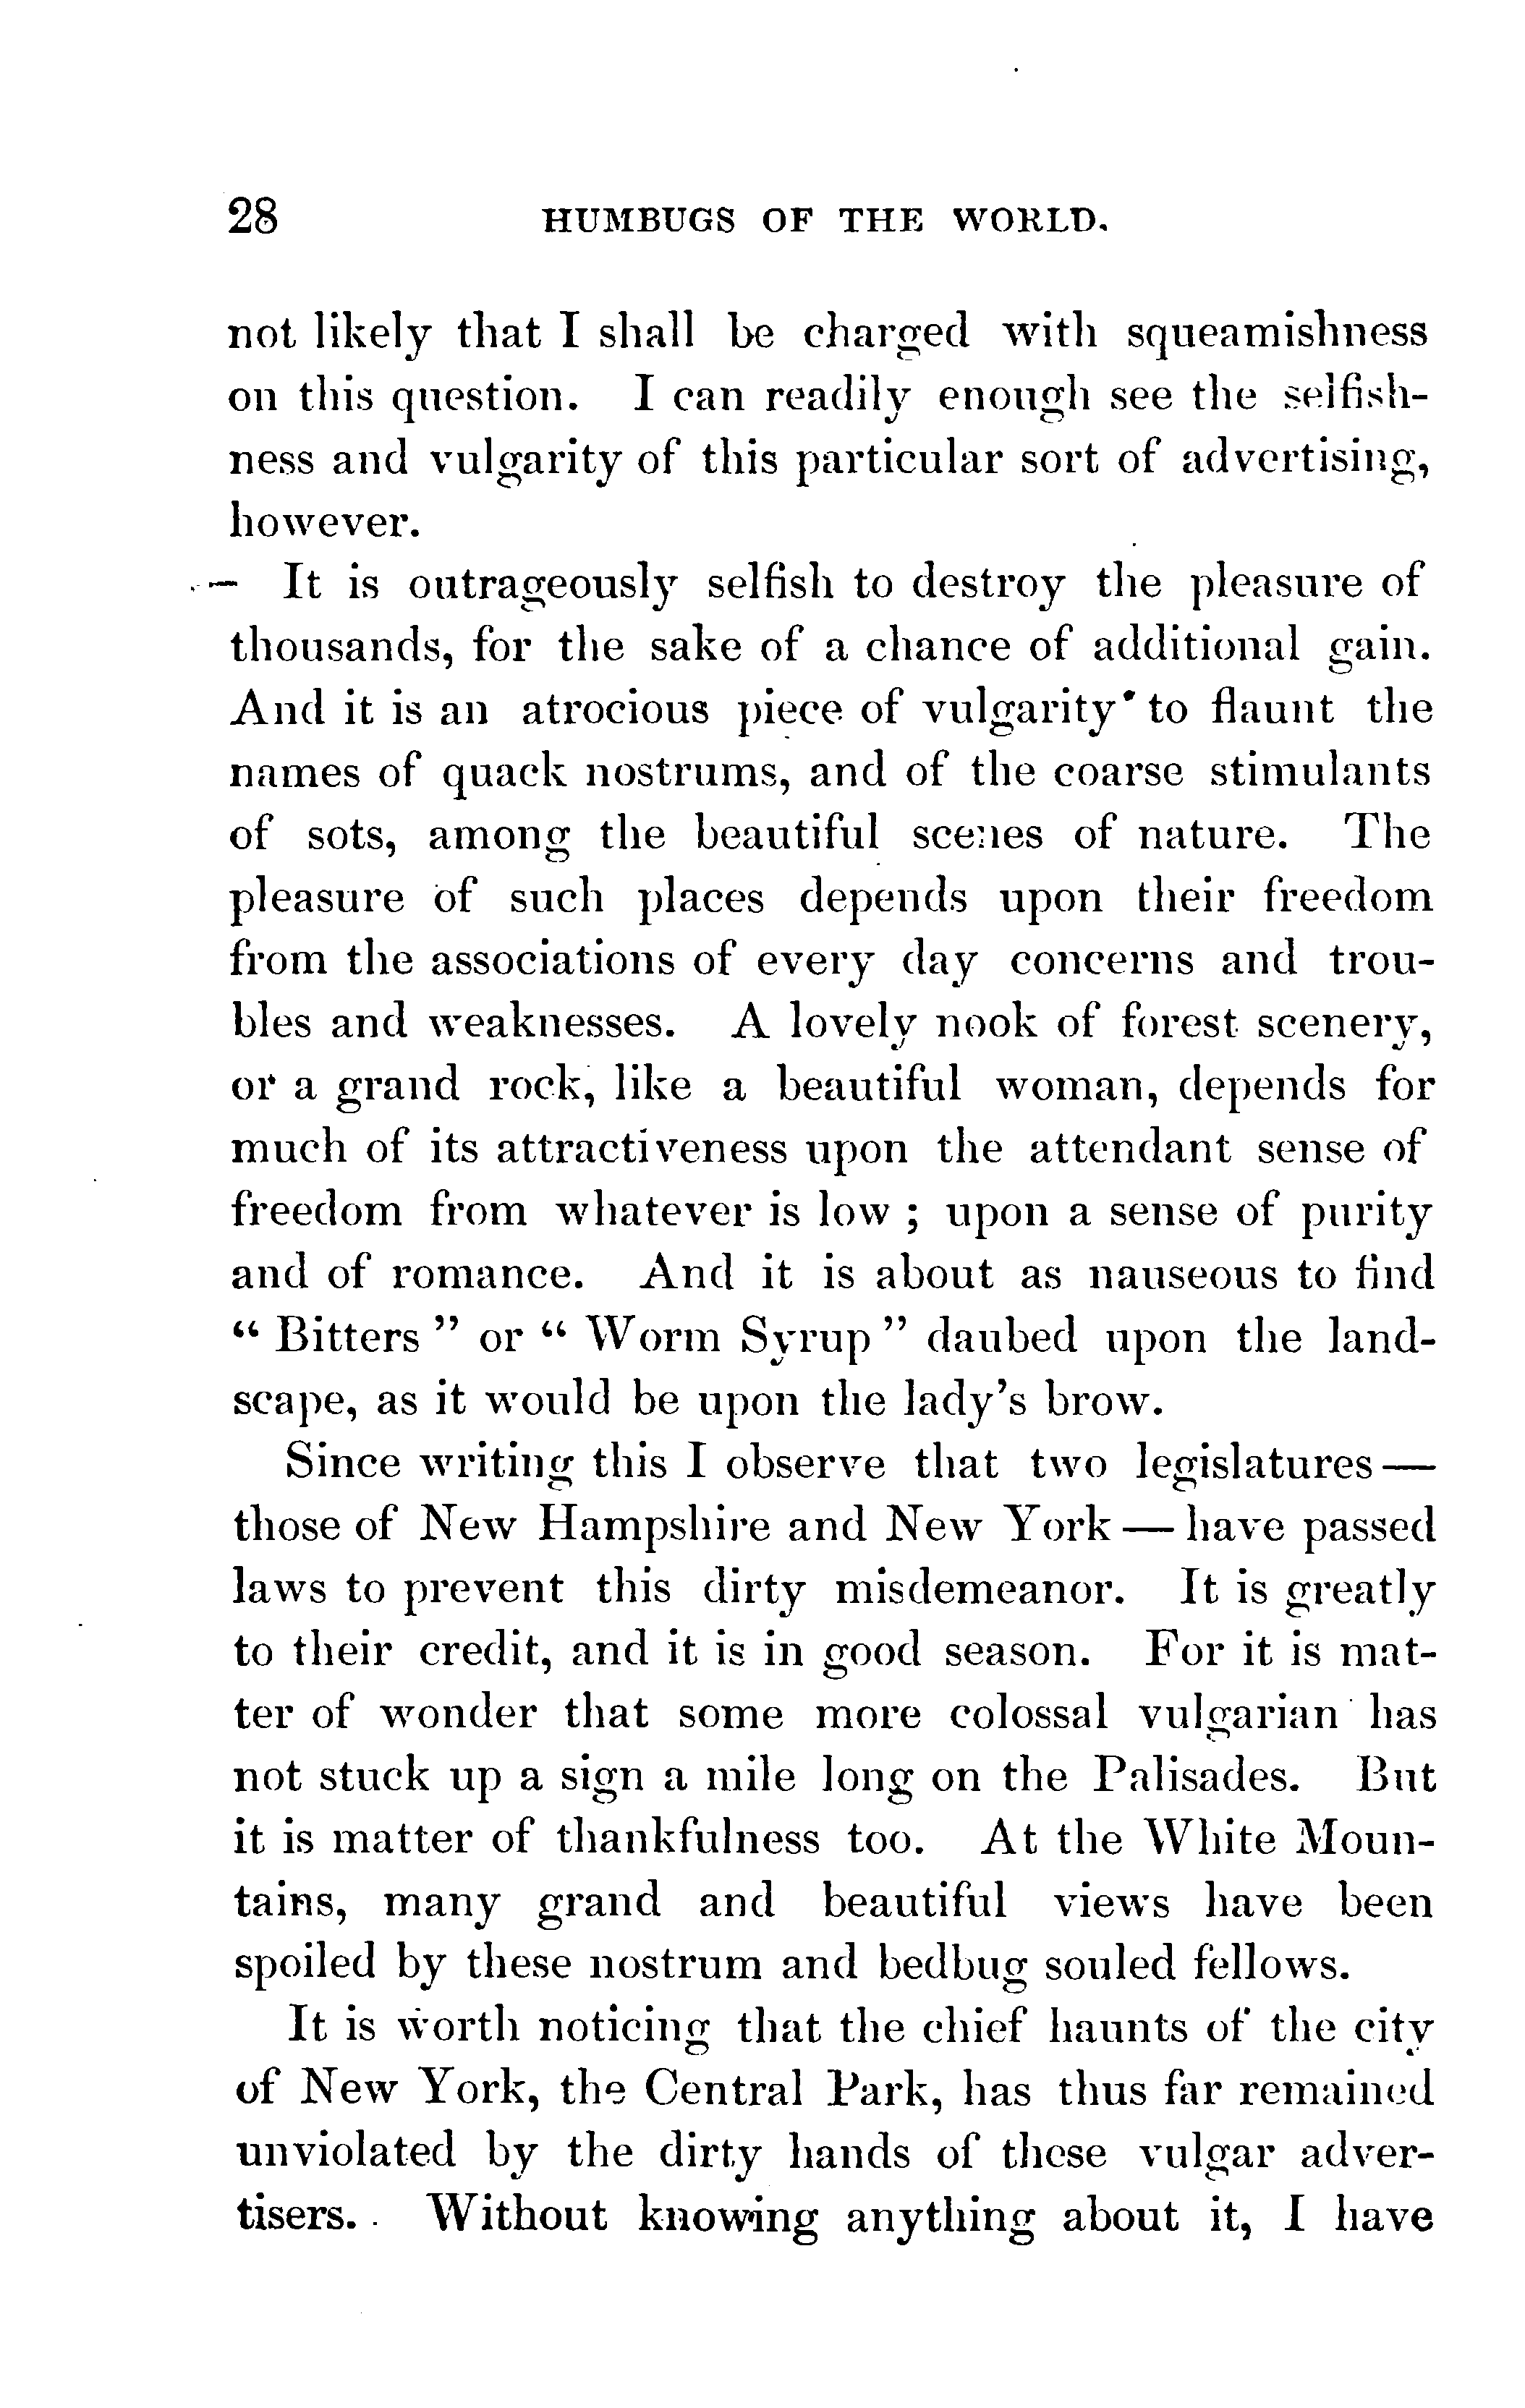 28 HUMBUGS OF THE WORLD.
not likely that I shall be charged with squeamishness
on this question. I can readily enough see the selfish-
ness and vulgarity of this particular sort of advertising,
however.
It is outrageously selfish to destroy the pleasure of
thousands, for the sake of a chance of additional gain.
And it is an atrocious piece of vulgarity to flaunt the
names of quack nostrums, and of the coarse stimulants
of sots, among the beautiful scenes of nature. The
pleasure of such places depends upon their freedom
from the associations of every day concerns and trou-
bles and weaknesses. A lovely nook of forest scenery,
or a grand rock, like a beautiful woman, depends for
much of its attractiveness upon the attendant sense of
freedom from whatever is low ; upon a sense of purity
and of romance. And it is about as nauseous to find
“ Bitters ” or “ Worm Syrup ” daubed upon the land-
scape, as it would be upon the lady’s brow.
Since writing this I observe that two legislatures —
those of New Hampshire and New York — have passed
laws to prevent this dirty misdemeanor. It is greatly
to their credit, and it is in good season. For it is mat-
ter of wonder that some more colossal vulgarian has
not stuck up a sign a mile long on the Palisades. But
it is matter of thankfulness too. At the White Moun-
tains, many grand and beautiful views have been
spoiled by these nostrum and bedbug souled fellows.
It is worth noticing that the chief haunts of the city
of New York, the Central Park, has thus far remained
unviolated by the dirty hands of these vulgar adver-
tisers. Without knowing anything about it, I have